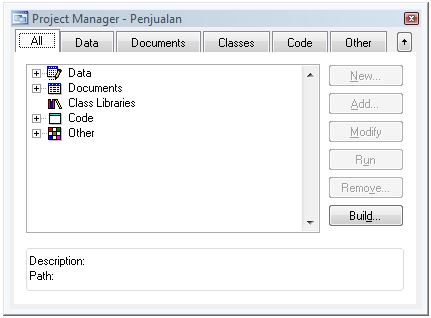 Project Manager - Penjualan
All Data Documents Classes Code Other
Data
Documents
Class Libraries
Code
Other
New...
Add...
Modify
Run
Remove...
Build...
Description:
Path: